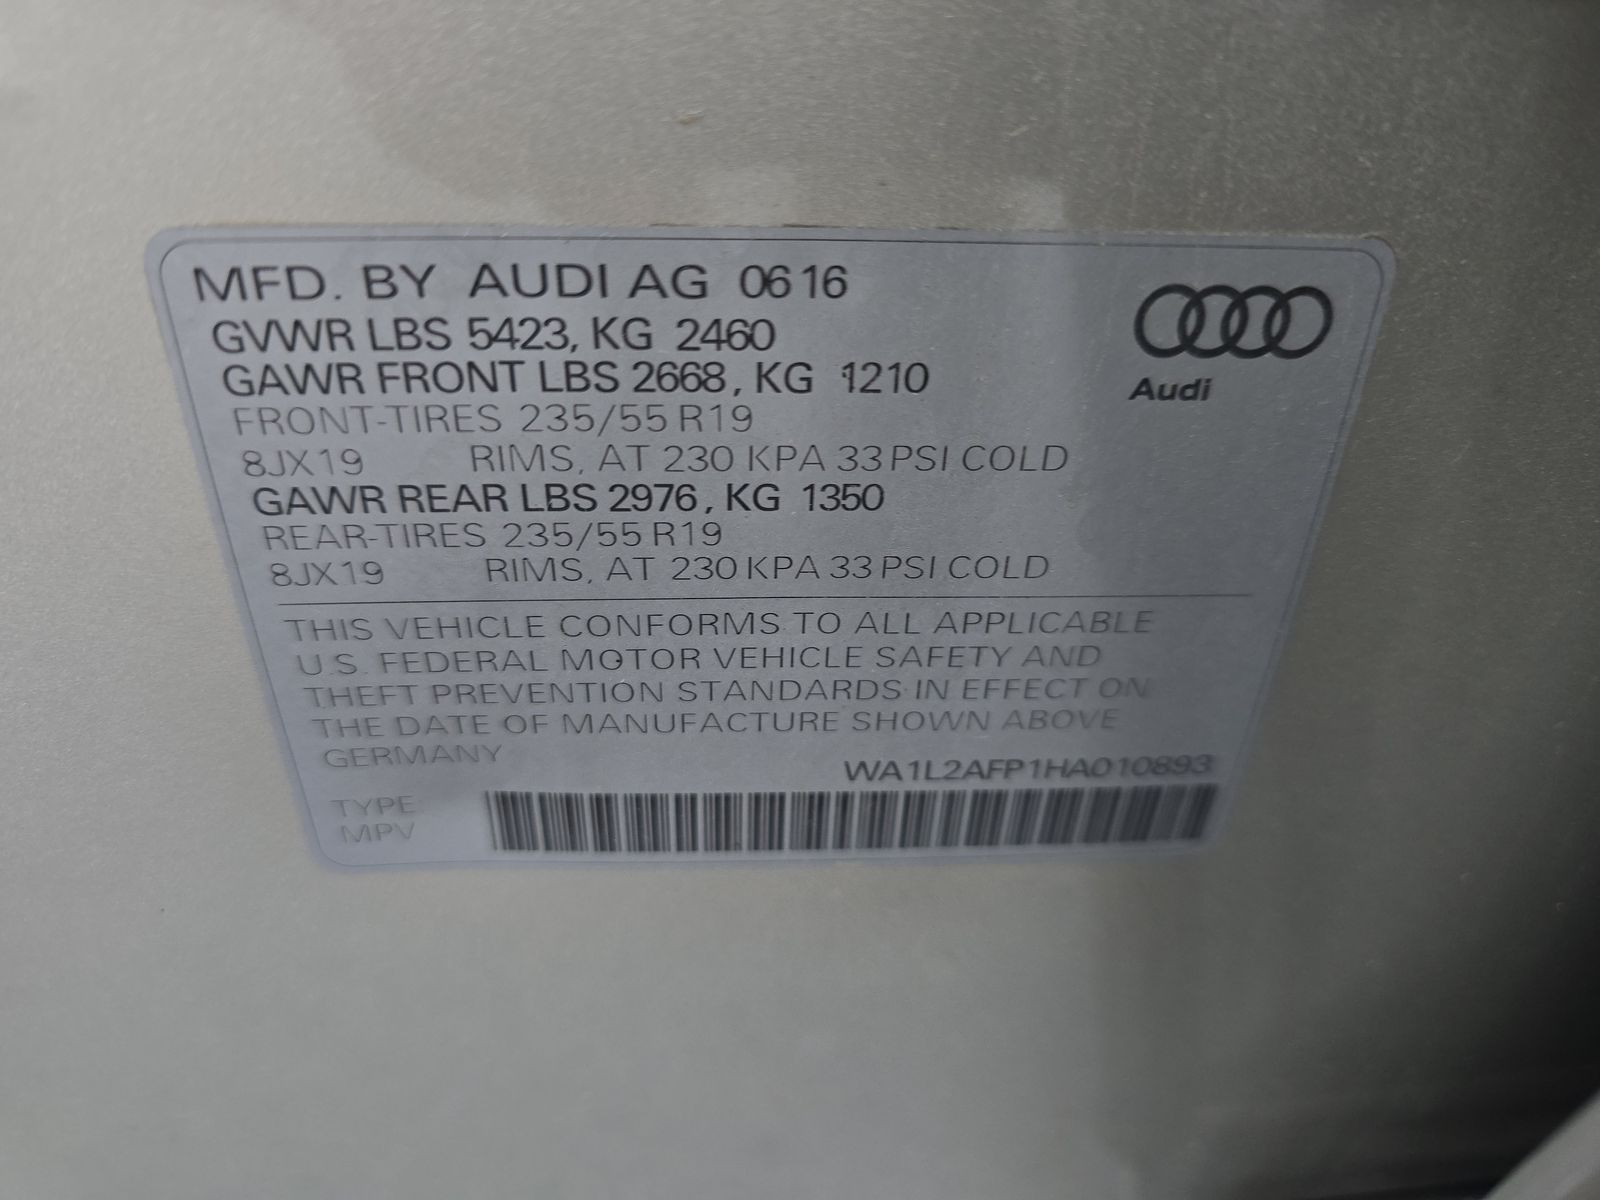 MFD. BY AUDI AG 0616
GVWR LBS 5423, KG 2460
GAWR FRONT LBS 2668, KG 1210
FRONT-TIRES 235/55 R19
8JX19 RIMS, AT 230 KPA 33 PSI COLD
GAWR REAR LBS 2976, KG 1350
REAR-TIRES 235/55 R19
8JX19 RIMS, AT 230 KPA 33 PSI COLD
Audi
THIS VEHICLE CONFORMS TO ALL APPLICABLE
U.S. FEDERAL MOTOR VEHICLE SAFETY AND
THEFT PREVENTION STANDARDS IN EFFECT ON
THE DATE OF MANUFACTURE SHOWN ABOVE
GERMANY
WA1L2AFP1HA010893
TYPE
MPV